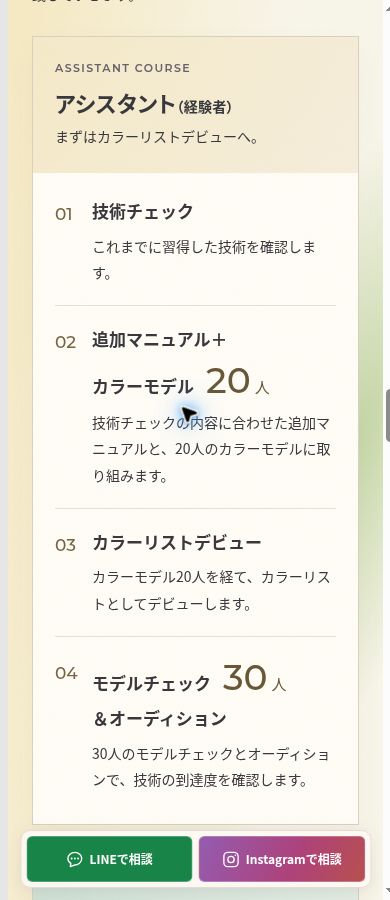 ASSISTANT COURSE
アシスタント(経験者)
まずはカラーリストデビューへ。
01 技術チェック
これまでに習得した技術を確認しま
す。
02 追加マニュアル＋
カラーモデル 20 人
技術チェックの内容に合わせた追加マ
ニュアルと、20人のカラーモデルに取
り組みます。
03 カラーリストデビュー
カラーモデル20人を経て、カラーリス
トとしてデビューします。
04 モデルチェック 30 人
＆オーディション
30人のモデルチェックとオーディショ
ンで、技術の到達度を確認します。
LINEで相談 Instagramで相談